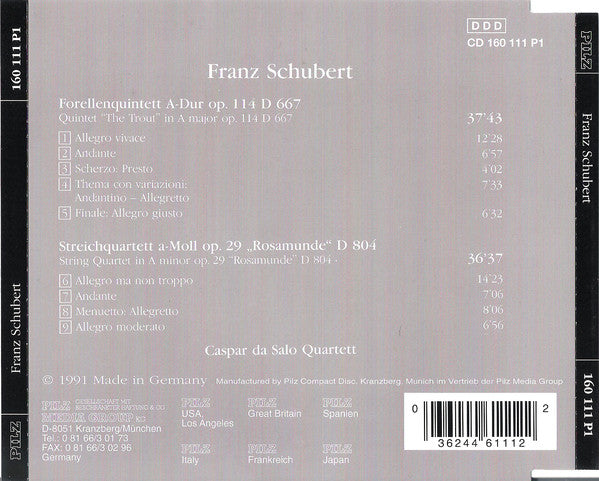 160 111 P1
Franz Schubert
PILZ
DDD
CD 160 111 P1
Franz Schubert
Forellenquintett A-Dur op. 114 D 667
Quintet "The Trout" in A major op. 114 D 667 37'43
1 Allegro vivace 12'28
2 Andante 6'57
3 Scherzo: Presto 4'02
4 Thema con variazioni: 7'33
Andantino – Allegretto
5 Finale: Allegro giusto 6'32
Streichquartett a-Moll op. 29 „Rosamunde“ D 804
String Quartet in A minor op. 29 "Rosamunde" D 804 · 36'37
6 Allegro ma non troppo 14'23
7 Andante 7'06
8 Menuetto: Allegretto 8'06
9 Allegro moderato 6'56
Caspar da Salo Quartett
© 1991 Made in Germany Manufactured by Pilz Compact Disc, Kranzberg, Munich im Vertrieb der Pilz Media Group
PILZ GESELLSCHAFT MIT
BESCHRÄNKTER HAFTUNG & CO
MEDIA GROUP KG
D-8051 Kranzberg/München
Tel.: 0 81 66/3 01 73
FAX: 0 81 66/3 02 96
Germany
PILZ
USA,
Los Angeles
PILZ
Great Britain
PILZ
Spanien
PILZ
Italy
PILZ
Frankreich
PILZ
Japan
0 2
36244 61112
PILZ
Franz Schubert
160 111 P1